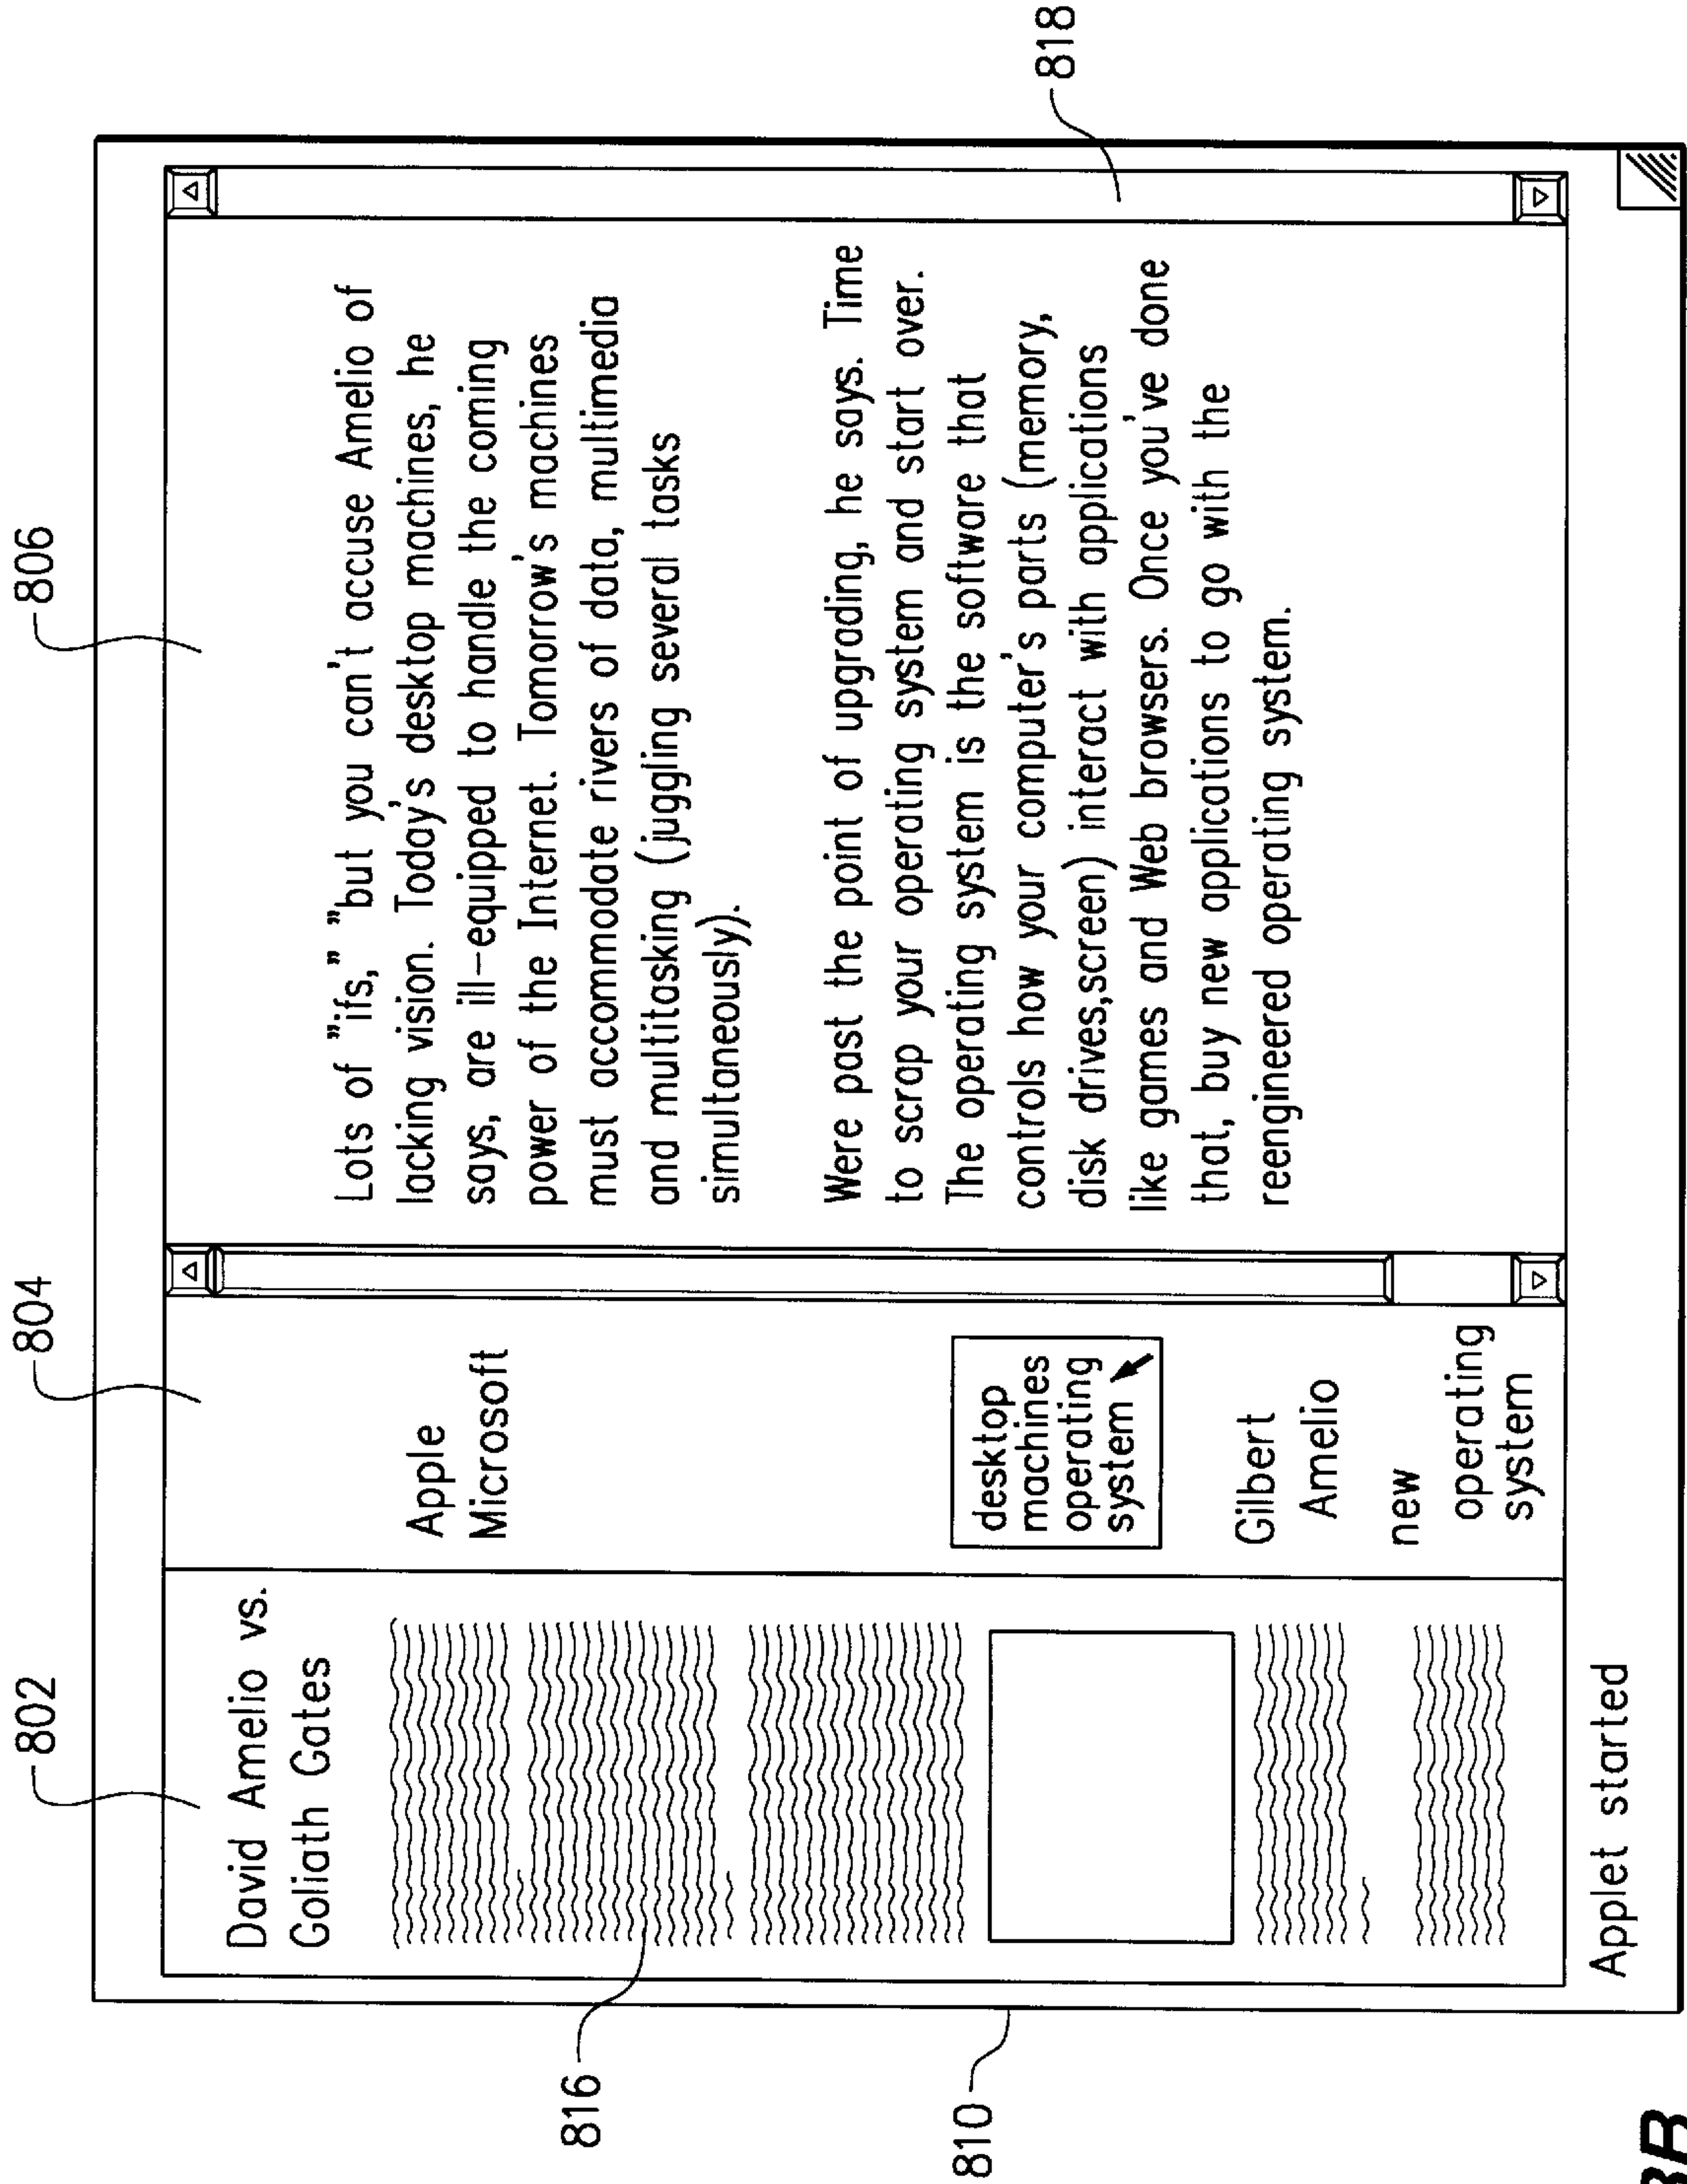 802
804
806
David Amelio vs.
Goliath Gates
Apple
Microsoft
desktop
machines
operating
system
Gilbert
Amelio
new
operating
system
Lots of "ifs," "but you can't accuse Amelio of
lacking vision. Today's desktop machines, he
says, are ill-equipped to handle the coming
power of the Internet. Tomorrow's machines
must accommodate rivers of data, multimedia
and multitasking (juggling several tasks
simultaneously).
Were past the point of upgrading, he says. Time
to scrap your operating system and start over.
The operating system is the software that
controls how your computer's parts (memory,
disk drives,screen) interact with applications
like games and Web browsers. Once you've done
that, buy new applications to go with the
reengineered operating system.
816
810
818
Applet started